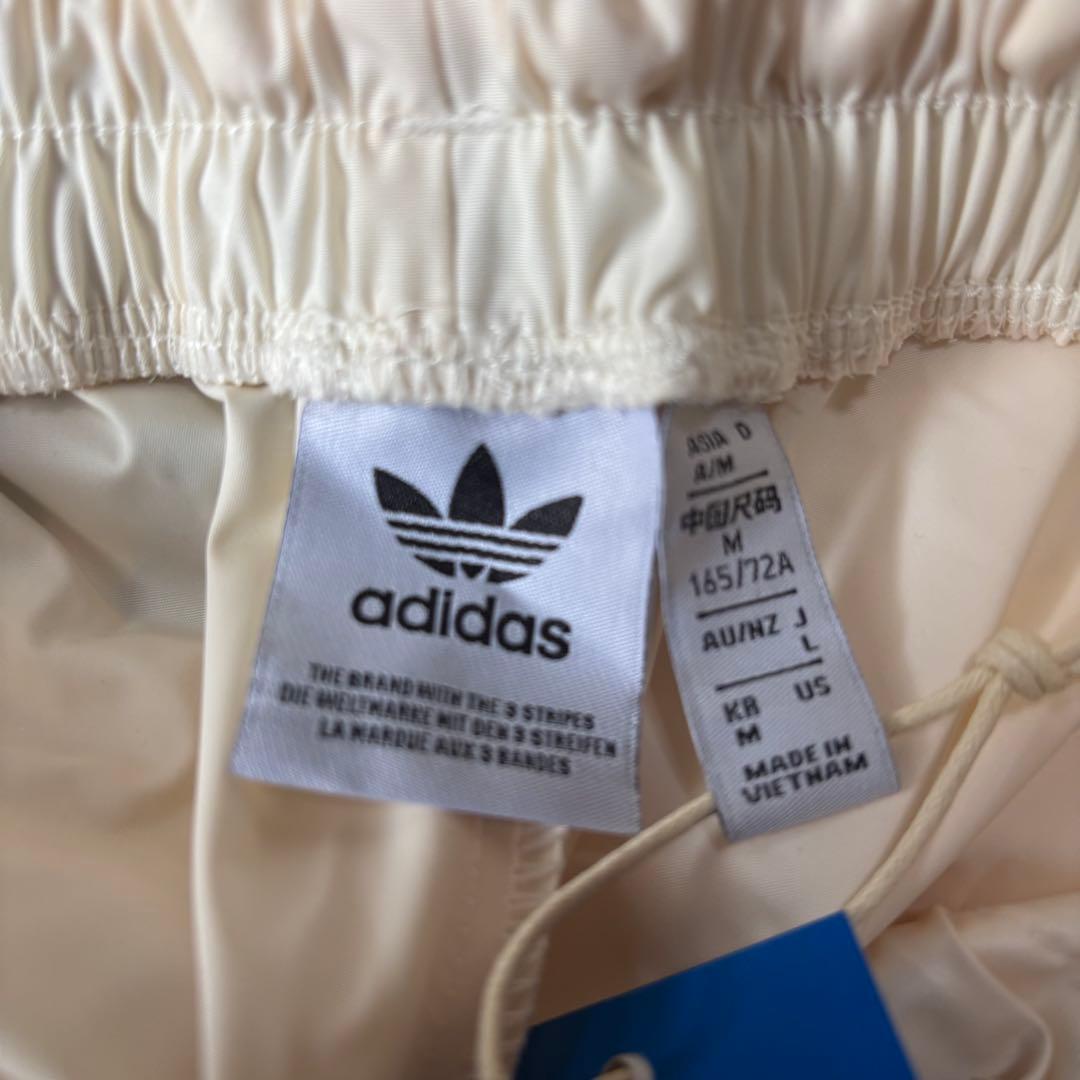 adidas
THE BRAND WITH THE 3 STRIPES
DIE WELTMARKE MIT DEN 3 STREIFEN
LA MARQUE AUX 3 BANDES
ASIA D
A/M
中国尺码
M
165/72A
AU/NZ J
L
KR US
M
MADE IN
VIETNAM